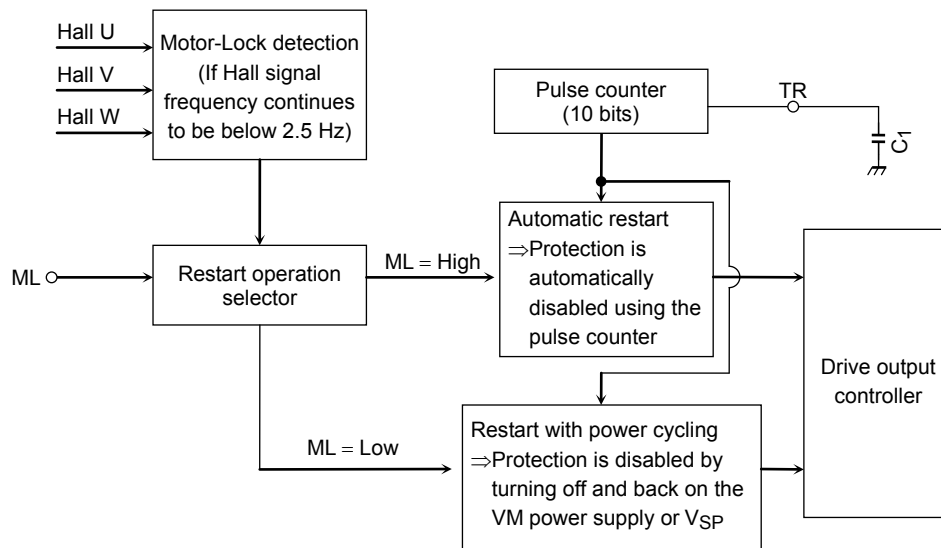 Hall U
Hall V
Hall W
Motor-Lock detection
(If Hall signal
frequency continues
to be below 2.5 Hz)
Pulse counter
(10 bits)
TR
C1
ML
Restart operation
selector
ML = High
Automatic restart
⇒Protection is
automatically
disabled using the
pulse counter
Drive output
controller
ML = Low
Restart with power cycling
⇒Protection is disabled by
turning off and back on the
VM power supply or VSP